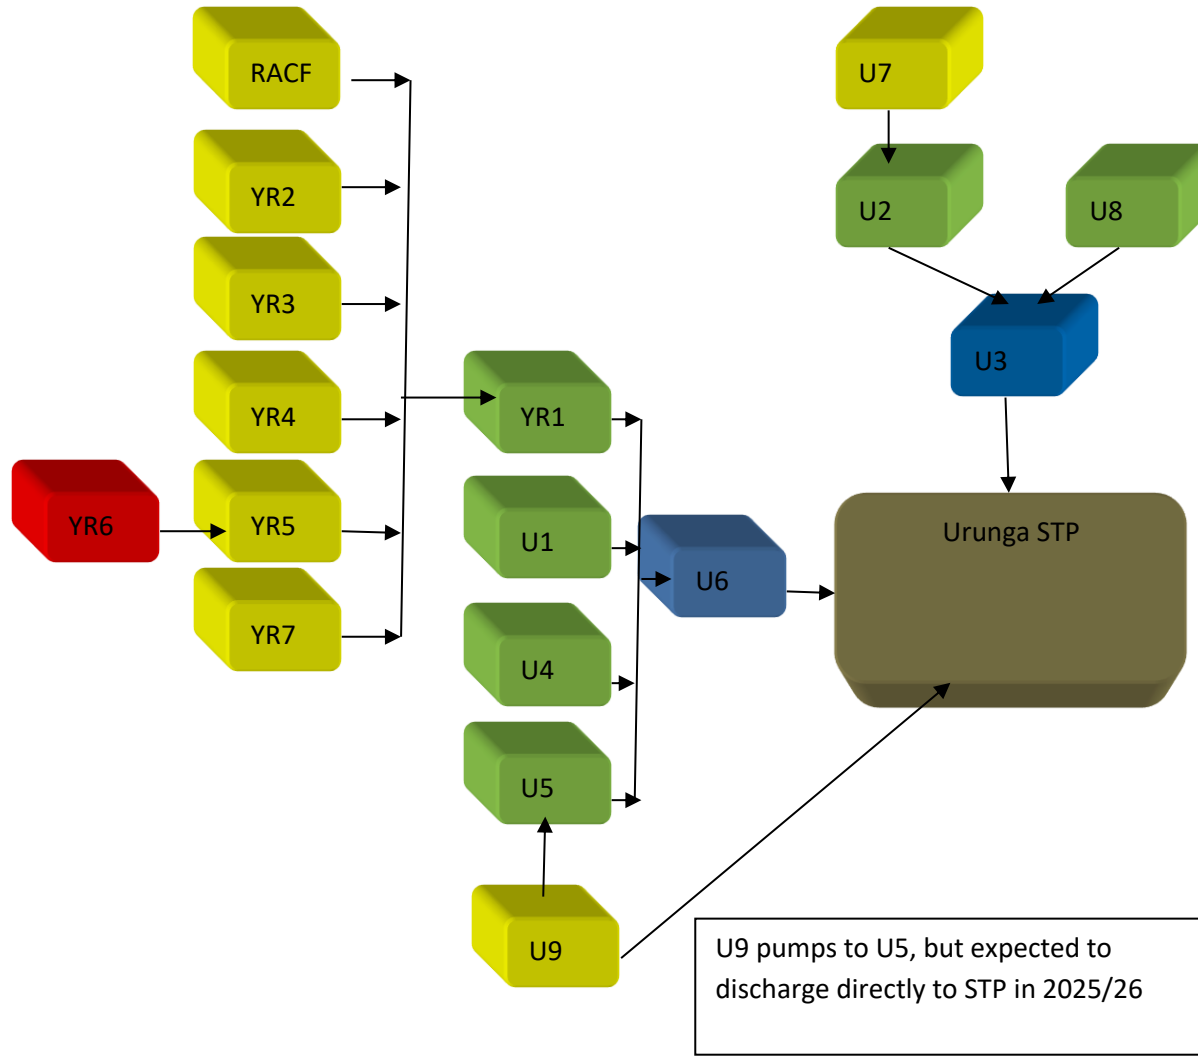 RACF
U7
YR2
U2
U8
YR3
U3
YR4
YR1
YR6
YR5
U1
Urunga STP
U6
YR7
U4
U5
U9
U9 pumps to U5, but expected to
discharge directly to STP in 2025/26